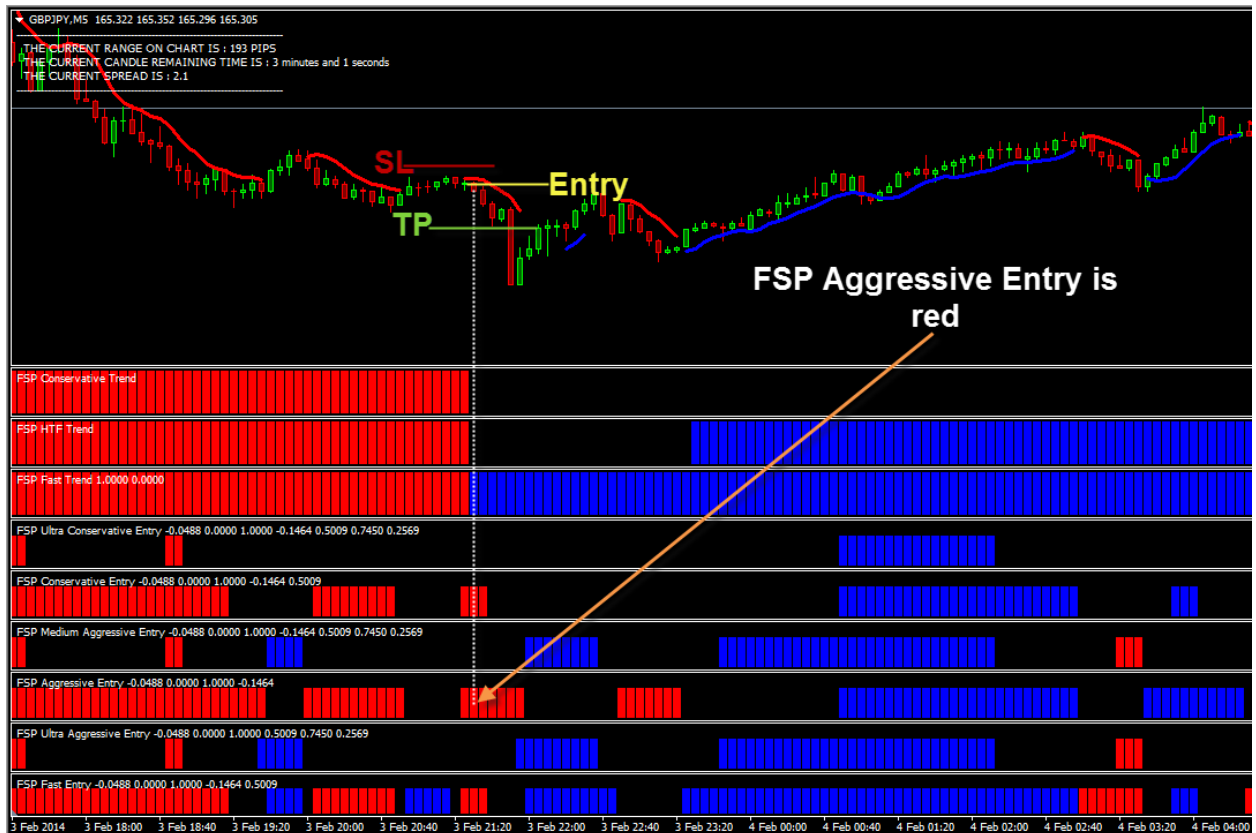 GBPJPY,M5 165.322 165.352 165.296 165.305
THE CURRENT RANGE ON CHART IS : 193 PIPS
THE CURRENT CANDLE REMAINING TIME IS : 3 minutes and 1 seconds
THE CURRENT SPREAD IS : 2.1
SL
Entry
TP
FSP Aggressive Entry is
red
FSP Conservative Trend
FSP HTF Trend
FSP Fast Trend 1.0000 0.0000
FSP Ultra Conservative Entry -0.0488 0.0000 1.0000 -0.1464 0.5009 0.7450 0.2569
FSP Conservative Entry -0.0488 0.0000 1.0000 -0.1464 0.5009
FSP Medium Aggressive Entry -0.0488 0.0000 1.0000 -0.1464 0.5009 0.7450 0.2569
FSP Aggressive Entry -0.0488 0.0000 1.0000 -0.1464
FSP Ultra Aggressive Entry -0.0488 0.0000 1.0000 0.5009 0.7450 0.2569
FSP Fast Entry -0.0488 0.0000 1.0000 -0.1464 0.5009
3 Feb 2014 3 Feb 18:00 3 Feb 18:40 3 Feb 19:20 3 Feb 20:00 3 Feb 20:40 3 Feb 21:20 3 Feb 22:00 3 Feb 22:40 3 Feb 23:20 4 Feb 00:00 4 Feb 00:40 4 Feb 01:20 4 Feb 02:00 4 Feb 02:40 4 Feb 03:20 4 Feb 04:00